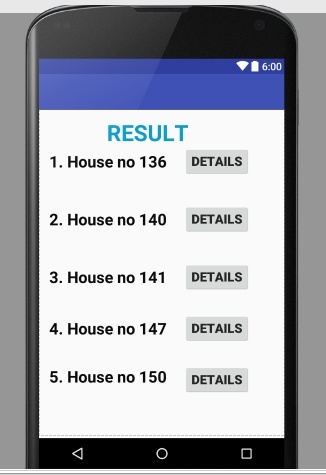 6:00
RESULT
1. House no 136 DETAILS
2. House no 140 DETAILS
3. House no 141 DETAILS
4. House no 147 DETAILS
5. House no 150 DETAILS